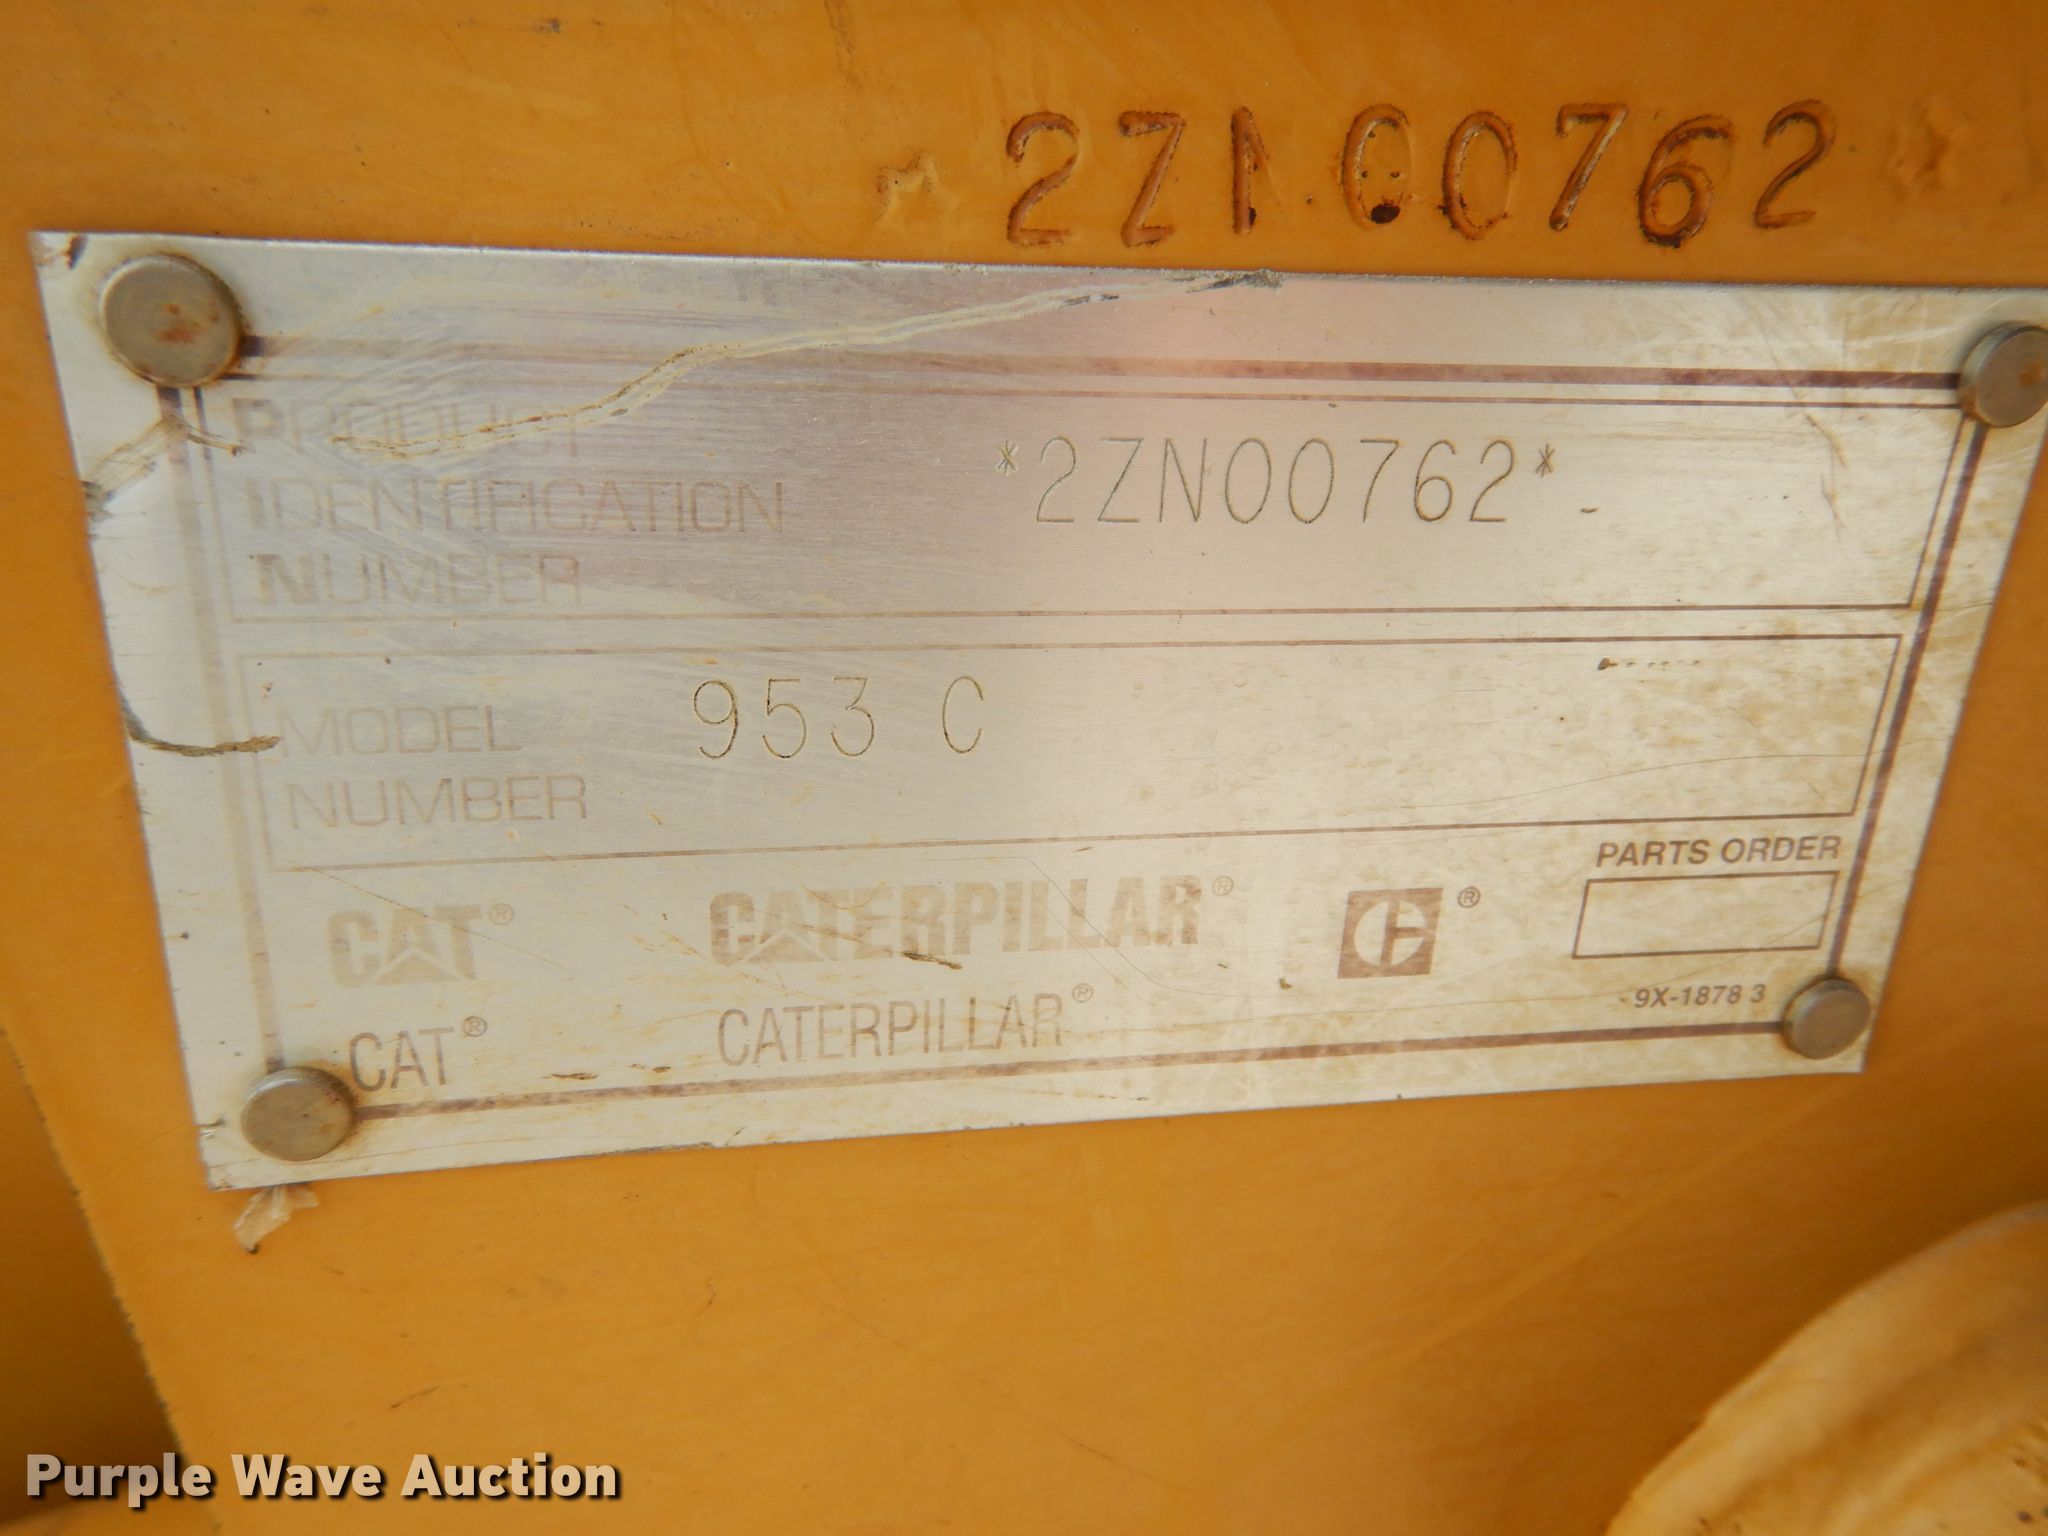 2ZN00762
PRODUCT
IDENTIFICATION
NUMBER
*2ZN00762*
MODEL
NUMBER
953 C
PARTS ORDER
CAT® CATERPILLAR® ®
CAT® CATERPILLAR®
9X-1878 3
Purple Wave Auction